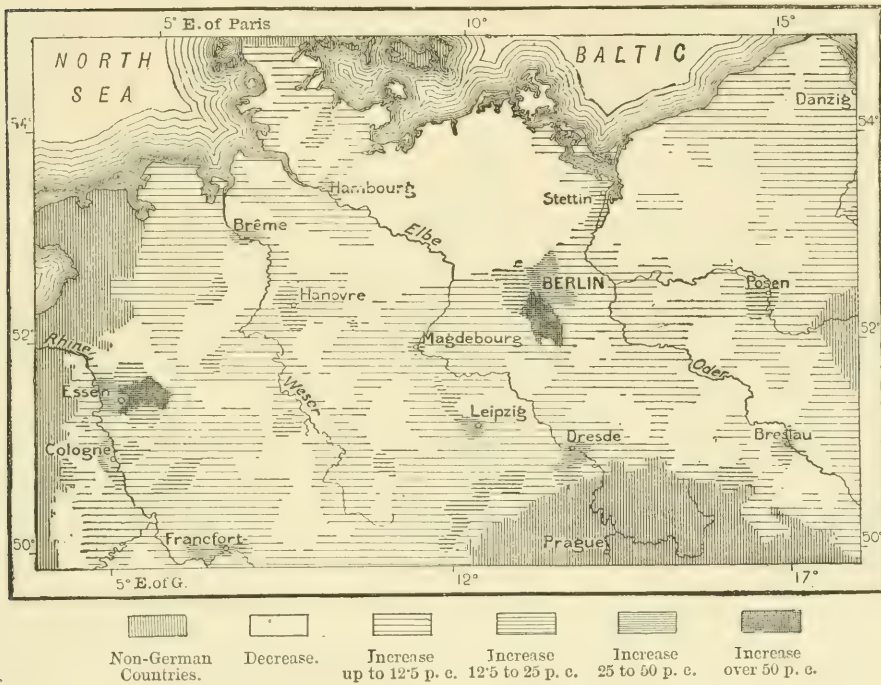 5° E. of Paris
10°
15°
NORTH
SEA
BALTIC
Danzig
54°
54°
Hambourg
Stettin
Brême
Elbe
BERLIN
Hanovre
Posen
52°
Magdebourg
52°
Rhine
Weser
Oder
Essen
Leipzig
Cologne
Dresde
Breslau
50°
Francfort
Prague
50°
5° E. of G.
12°
17°
Non-German
Countries.
Decrease.
Increase
up to 12·5 p. c.
Increase
12·5 to 25 p. c.
Increase
25 to 50 p. c.
Increase
over 50 p. c.